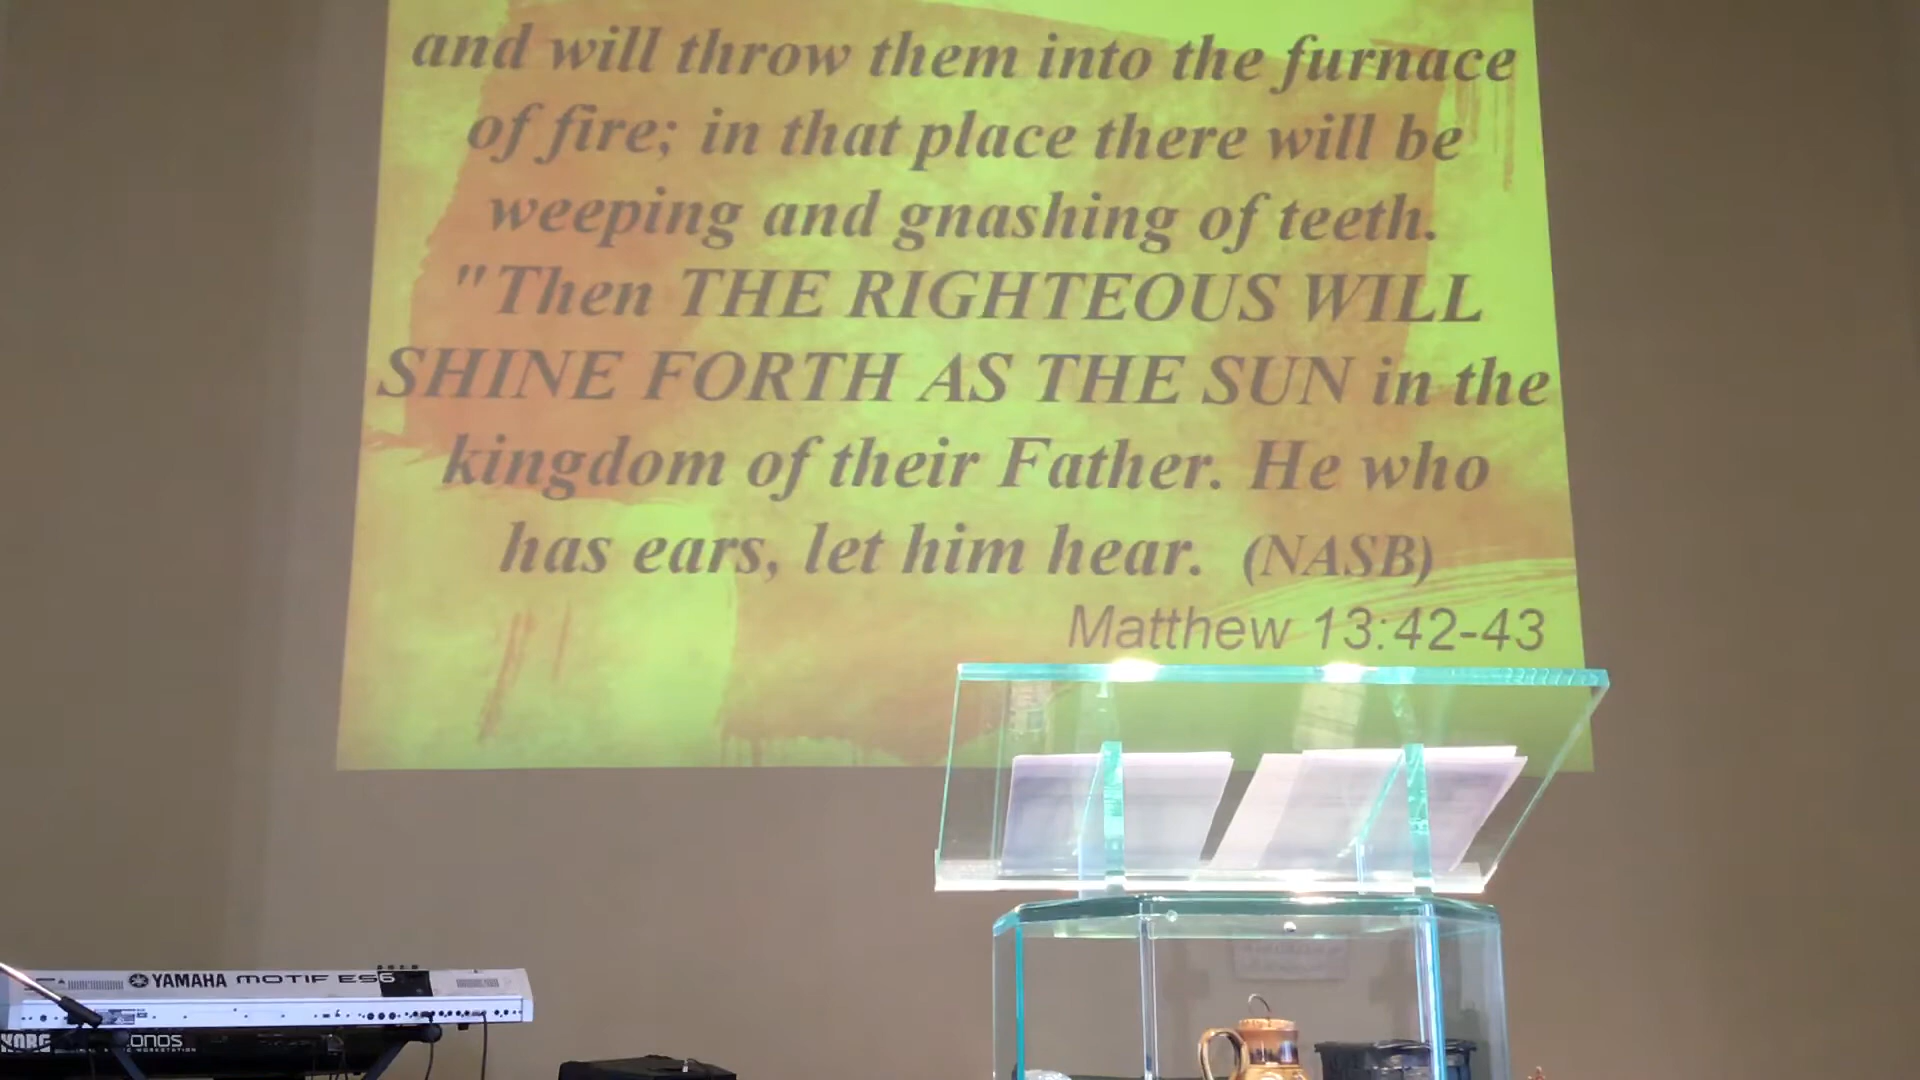 and will throw them into the furnace
of fire; in that place there will be
weeping and gnashing of teeth.
"Then THE RIGHTEOUS WILL
SHINE FORTH AS THE SUN in the
kingdom of their Father. He who
has ears, let him hear. (NASB)
Matthew 13:42-43
YAMAHA MOTIF ES6
KORG